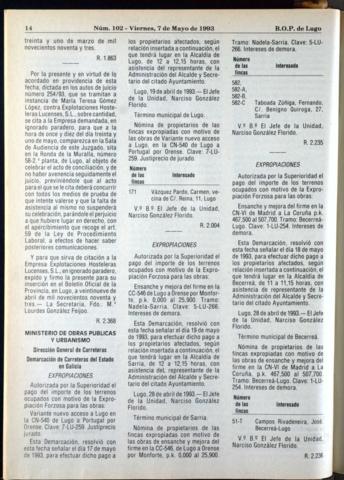 14
Núm. 102 - Viernes, 7 de Mayo de 1993
B.O.P. de Lugo
treinta y uno de marzo de mil
novecientos noventa y tres.
R. 1.863
Por la presente y en virtud de lo
acordado en providencia de esta
fecha, dictada en los autos de juicio
número 254/93, que se tramitan a
instancia de María Teresa Gómez
López, contra Explotaciones Hosteleras
Lucenses, S.L., sobre cantidad,
se cita a la Empresa demandada, en
ignorado paradero, para que a la
hora de once y diez del día treinta y
uno de mayo, comparezca en la Sala
de Audiencia de este Juzgado, sita
en la Ronda de la Muralla, número
de Lugo, al objeto de
celebrar el acto de conciliación, y de
no haber avenencia seguidamente el
juicio, previniéndole que al acto
para el que se le cita deberá concurrir
con todos los medios de prueba de
que intente valerse y que la falta de
asistencia al mismo no suspenderá
su celebración, parándole el perjuicio
a que hubiere lugar en derecho, con
el apercibimiento que recoge el art.
59 de la Ley de Procedimiento
Laboral, a efectos de hacer saber
posteriores comunicaciones.
Y para que sirva de citación a la
Empresa Explotaciones Hosteleras
Lucenses, S.L., en ignorado paradero,
expido y firmo la presente para su
inserción en el Boletín Oficial de la
Provincia, en Lugo, a veintinueve de
abril de mil novecientos noventa y
tres.— La Secretaria, Fdo. M.ª
Lourdes González Feijoo.
R. 2.368
MINISTERIO DE OBRAS PUBLICAS
Y URBANISMO
Dirección General de Carreteras
Demarcación de Carreteras del Estado
en Galicia
EXPROPIACIONES
Autorizada por la Superioridad el
pago del importe de los terrenos
ocupados con motivo de la Expropiación
Forzosa para las obras:
Variante nuevo acceso a Lugo en
la CN-540 de Lugo a Portugal por
Orense. Clave: 7-LU-259. Justiprecio
jurado.
Esta Demarcación, resolvió con
esta fecha señalar el día 17 de mayo
de 1993, para efectuar dicho pago a
los propietarios afectados, según
relación insertada a continuación, el
que tendrá lugar en la Alcaldía de
Lugo, de 12 a 12,15 horas, con
asistencia del representante de la
Administración del Alcalde y Secretario
del citado Ayuntamiento.
Lugo, 19 de abril de 1993.— El Jefe
de la Unidad, Narciso González
Florido.
Término municipal de Lugo.
Nómina de propietarios de las
fincas expropiadas con motivo de
las obras de Variante nuevo acceso
a Lugo, en la CN-540 de Lugo a
Portugal por Orense. Clave: 7-LU-
259. Justiprecio de jurado.
Número
de las
fincas
Interesado
171 Vázquez Pardo, Carmen, vecina
de C/. Reina, 11, Lugo
V.º B.º El Jefe de la Unidad,
Narciso González Florido.
R. 2.004
EXPROPIACIONES
Autorizada por la Superioridad el
pago del importe de los terrenos
ocupados con motivo de la Expropiación
Forzosa para las obras:
Ensanche y mejora del firme en la
CC-546 de Lugo a Orense por Monforte,
p.k. 0,000 al 25,900. Tramo:
Nadela-Sarria. Clave: 5-LU-266.
Intereses de demora.
Esta Demarcación, resolvió con
esta fecha señalar el día 19 de mayo
de 1993, para efectuar dicho pago a
los propietarios afectados, según
relación insertada a continuación, el
que tendrá lugar en la Alcaldía de
Sarria, de 12 a 12,15 horas, con
asistencia del representante de la
Administración del Alcalde y Secretario
del citado Ayuntamiento.
Lugo, 28 de abril de 1993.— El Jefe
de la Unidad, Narciso González
Florido.
Término municipal de Sarria.
Nómina de propietarios de las
fincas expropiadas con motivo de
las obras de ensanche y mejora del
firme en la CC-546, de Lugo a Orense
por Monforte, p.k. 0,000 al 25,900.
Tramo: Nadela-Sarria. Clave: 5-LU-
266. Intereses de demora.
Número
de las
fincas
Interesado
582,
582-A,
582-B,
582-C Taboada Zúñiga, Fernando,
C/. Benigno Quiroga, 27,
Sarria
V.º B.º El Jefe de la Unidad,
Narciso González Florido.
R. 2.235
EXPROPIACIONES
Autorizada por la Superioridad el
pago del importe de los terrenos
ocupados con motivo de la Expropiación
Forzosa para las obras:
Ensanche y mejora del firme en la
CN-VI de Madrid a La Coruña p.k.
467,500 al 507,700. Tramo: Becerreá-
Lugo. Clave: 1-LU-254. Intereses de
demora.
Esta Demarcación, resolvió con
esta fecha señalar el día 18 de mayo
de 1993, para efectuar dicho pago a
los propietarios afectados, según
relación insertada a continuación, el
que tendrá lugar en la Alcaldía de
Becerreá, de 11 a 11,15 horas, con
asistencia del representante de la
Administración del Alcalde y Secretario
del citado Ayuntamiento.
Lugo, 28 de abril de 1993.— El Jefe
de la Unidad, Narciso González
Florido.
Término municipal de Becerreá.
Nómina de propietarios de las
fincas expropiadas con motivo de
las obras de ensanche y mejora del
firme en la CN-VI de Madrid a La
Coruña, p.k. 467,500 al 507,700.
Tramo: Becerreá-Lugo. Clave: 1-LU-
254. Intereses de demora.
Número
de las
fincas
Interesado
51-T Campos Rivadeneira, José,
Becerreá-Lugo
V.º B.º El Jefe de la Unidad,
Narciso González Florido.
R. 2.236